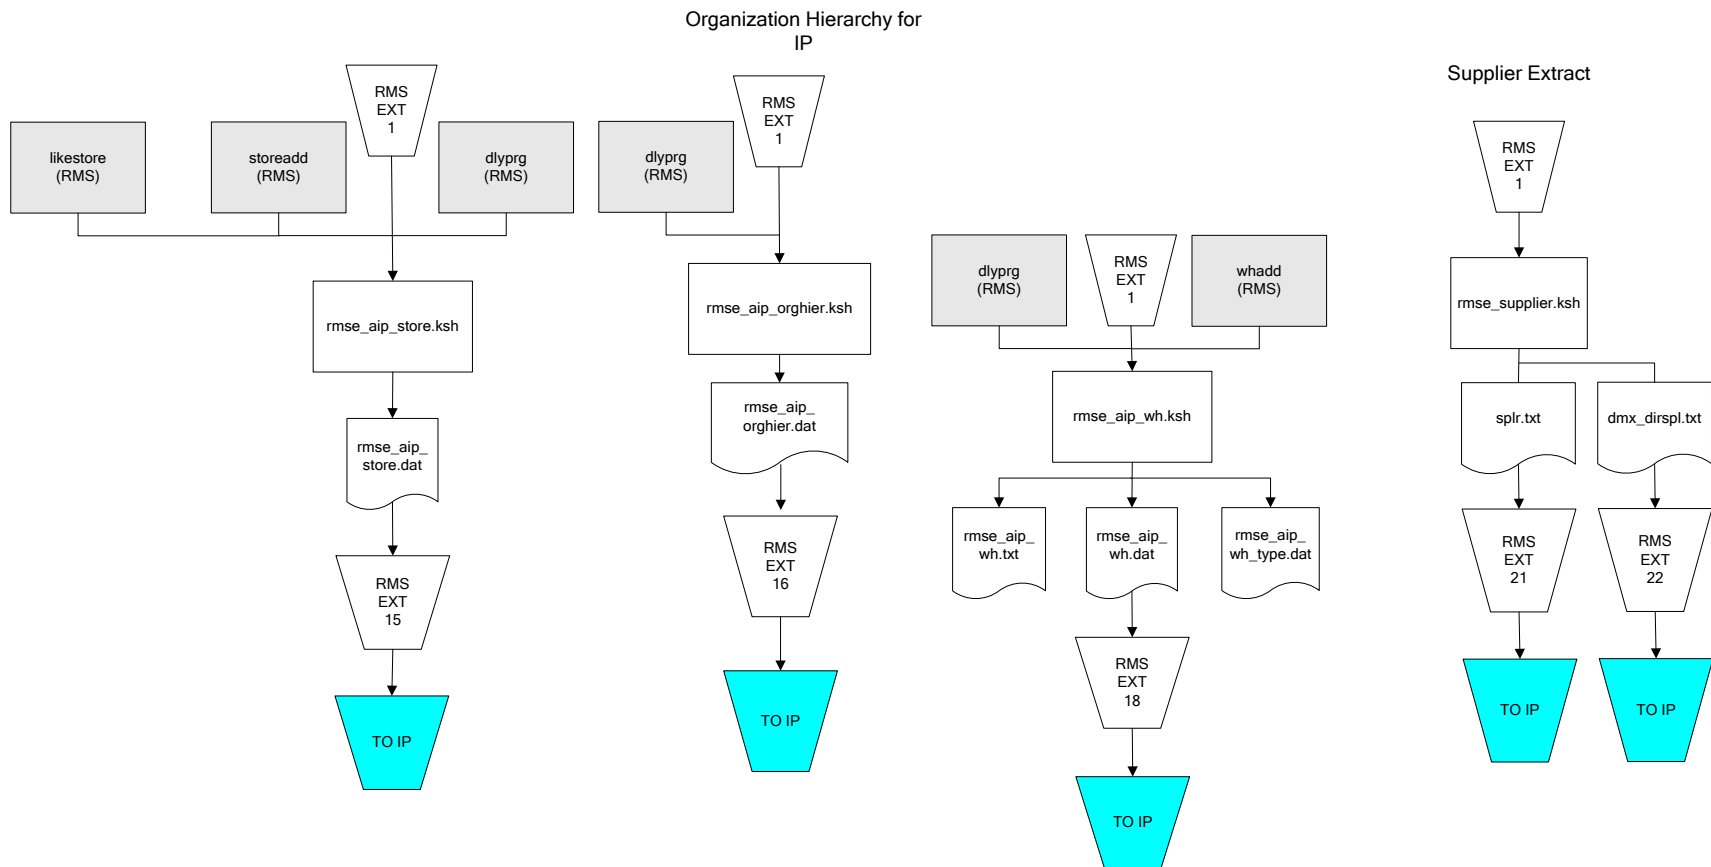 Organization Hierarchy for
IP
Supplier Extract
RMS
EXT
1
likestore
(RMS)
storeadd
(RMS)
dlyprg
(RMS)
rmse_aip_store.ksh
rmse_aip_
store.dat
RMS
EXT
15
TO IP
RMS
EXT
1
dlyprg
(RMS)
rmse_aip_orghier.ksh
rmse_aip_
orghier.dat
RMS
EXT
16
TO IP
dlyprg
(RMS)
RMS
EXT
1
whadd
(RMS)
rmse_aip_wh.ksh
rmse_aip_
wh.txt
rmse_aip_
wh.dat
rmse_aip_
wh_type.dat
RMS
EXT
18
TO IP
RMS
EXT
1
rmse_supplier.ksh
splr.txt
dmx_dirspl.txt
RMS
EXT
21
RMS
EXT
22
TO IP
TO IP